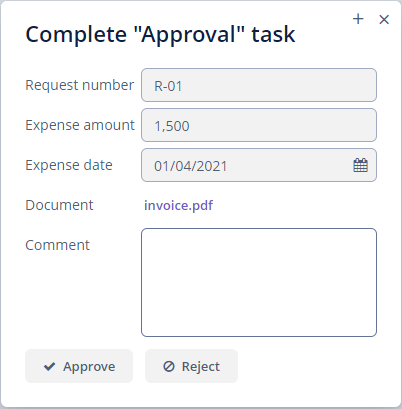 Complete "Approval" task
Request number R-01
Expense amount 1,500
Expense date 01/04/2021
Document invoice.pdf
Comment
Approve Reject